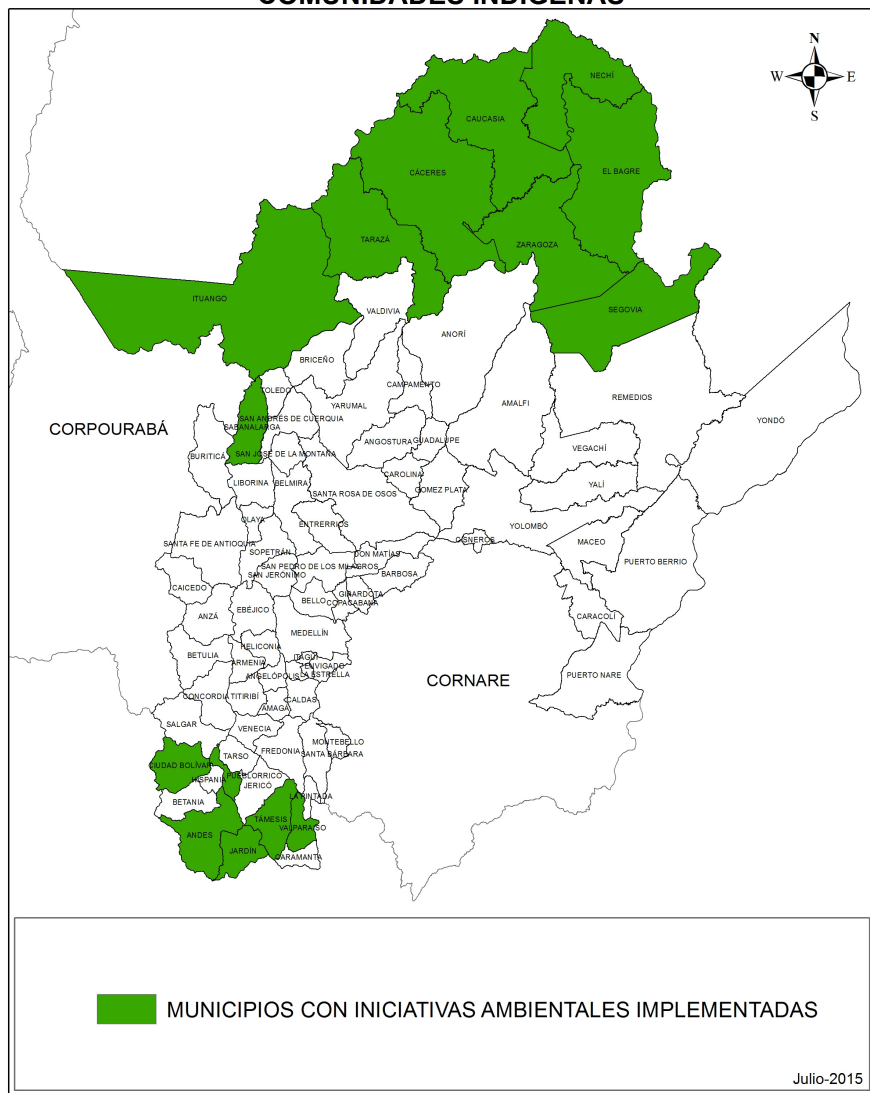 COMUNIDADES INDÍGENAS
N
W E
S
NECHÍ
CAUCASIA
CÁCERES
EL BAGRE
TARAZÁ
ZARAGOZA
ITUANGO
SEGOVIA
VALDIVIA
ANORÍ
BRICEÑO
TOLEDO
CAMPAMENTO
YARUMAL
AMALFI
REMEDIOS
YONDÓ
SAN ANDRÉS DE CUERQUIA
SABANALARGA
CORPOURABÁ
ANGOSTURA
GUADALUPE
VEGACHÍ
BURITICÁ
SAN JOSÉ DE LA MONTAÑA
CAROLINA
LIBORINA
BELMIRA
GOMEZ PLATA
YALÍ
SANTA ROSA DE OSOS
OLAYA
ENTRERRIOS
YOLOMBÓ
CISNEROS
SANTA FE DE ANTIOQUIA
SOPETRÁN
DON MATÍAS
MACEO
PUERTO BERRIO
SAN PEDRO DE LOS MILAGROS
SAN JERÓNIMO
BARBOSA
CAICEDO
GIRARDOTA
BELLO
COPACABANA
ANZÁ
EBÉJICO
CARACOLÍ
MEDELLÍN
HELICONIA
BETULIA
ARMENIA
ITAGUI
ENVIGADO
LA ESTRELLA
ANGELÓPOLIS
PUERTO NARE
CORNARE
CONCORDIA
TITIRIBÍ
CALDAS
AMAGA
SALGAR
VENECIA
MONTEBELLO
FREDONIA
SANTA BÁRBARA
TARSO
CIUDAD BOLÍVAR
HISPANIA
PUEBLORRICO
JERICÓ
BETANIA
LA PINTADA
TÁMESIS
VALPARAÍSO
ANDES
JARDÍN
CARAMANTA
MUNICIPIOS CON INICIATIVAS AMBIENTALES IMPLEMENTADAS
Julio-2015